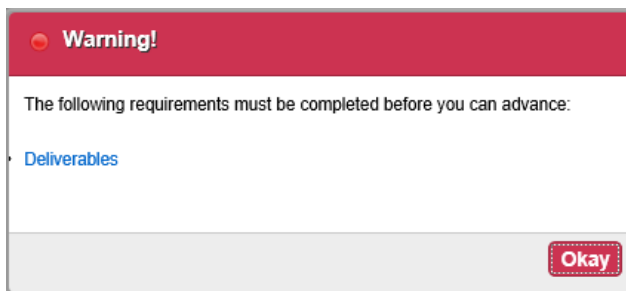 Warning!
The following requirements must be completed before you can advance:
Deliverables
Okay